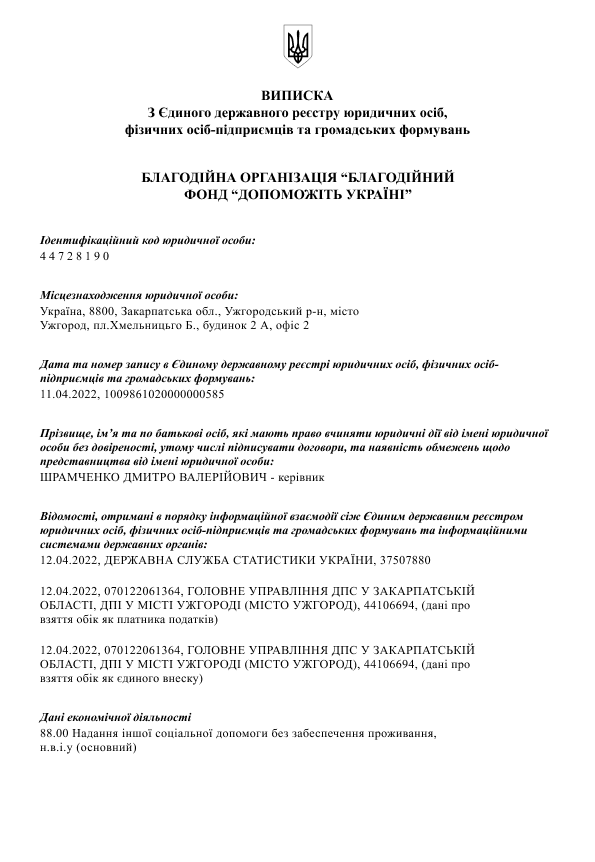 ВИПИСКА
З Єдиного державного реєстру юридичних осіб,
фізичних осіб-підприємців та громадських формувань
БЛАГОДІЙНА ОРГАНІЗАЦІЯ “БЛАГОДІЙНИЙ
ФОНД “ДОПОМОЖІТЬ УКРАЇНІ”
Ідентифікаційний код юридичної особи:
4 4 7 2 8 1 9 0
Місцезнаходження юридичної особи:
Україна, 8800, Закарпатська обл., Ужгородський р-н, місто
Ужгород, пл.Хмельницьго Б., будинок 2 А, офіс 2
Дата та номер запису в Єдиному державному реєстрі юридичних осіб, фізичних осіб-
підприємців та громадських формувань:
11.04.2022, 1009861020000000585
Прізвище, ім’я та по батькові осіб, які мають право вчиняти юридичні дії від імені юридичної
особи без довіреності, утому числі підписувати договори, та наявність обмежень щодо
представництва від імені юридичної особи:
ШРАМЧЕНКО ДМИТРО ВАЛЕРІЙОВИЧ - керівник
Відомості, отримані в порядку інформаційної взаємодії сіж Єдиним державним реєстром
юридичних осіб, фізичних осіб-підприємців та громадських формувань та інформаційними
системами державних органів:
12.04.2022, ДЕРЖАВНА СЛУЖБА СТАТИСТИКИ УКРАЇНИ, 37507880
12.04.2022, 070122061364, ГОЛОВНЕ УПРАВЛІННЯ ДПС У ЗАКАРПАТСЬКІЙ
ОБЛАСТІ, ДПІ У МІСТІ УЖГОРОДІ (МІСТО УЖГОРОД), 44106694, (дані про
взяття обік як платника податків)
12.04.2022, 070122061364, ГОЛОВНЕ УПРАВЛІННЯ ДПС У ЗАКАРПАТСЬКІЙ
ОБЛАСТІ, ДПІ У МІСТІ УЖГОРОДІ (МІСТО УЖГОРОД), 44106694, (дані про
взяття обік як єдиного внеску)
Дані економічної діяльності
88.00 Надання іншої соціальної допомоги без забеспечення проживання,
н.в.і.у (основний)